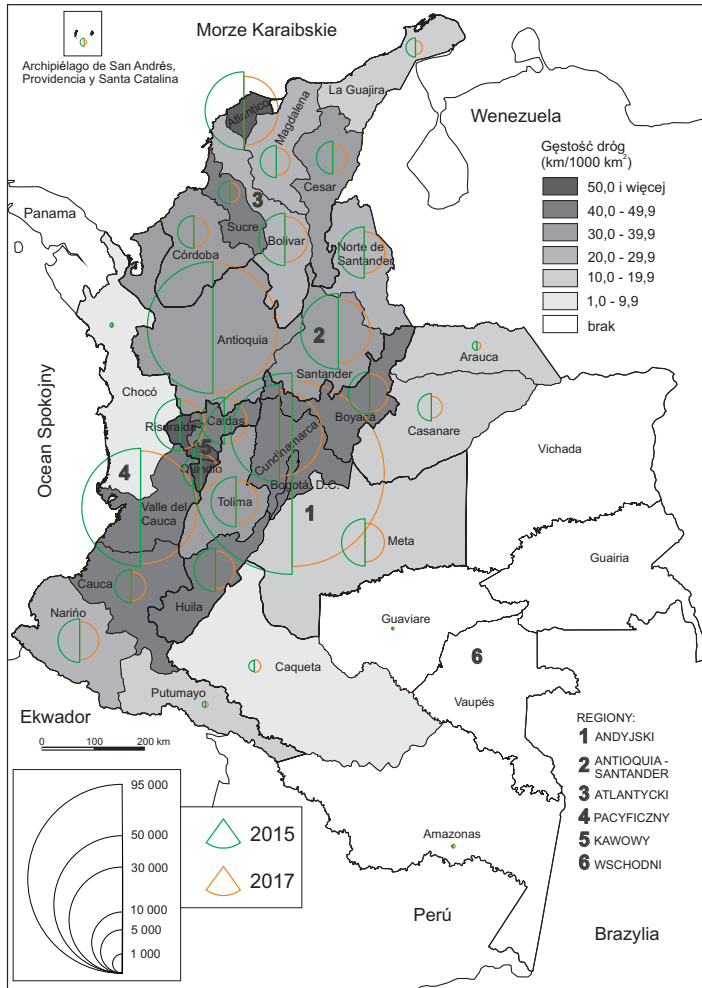 Morze Karaibskie
Archipiélago de San Andrés,
Providencia y Santa Catalina
La Guajira
Wenezuela
Atlántico
Magdalena
Cesar
Gęstość dróg
(km/1000 km²)
50,0 i więcej
40,0 - 49,9
30,0 - 39,9
20,0 - 29,9
10,0 - 19,9
1,0 - 9,9
brak
Panama
3
Sucre
Bolivar
Córdoba
Norte de
Santander
Antioquia
2
Santander
Arauca
Ocean Spokojny
Chocó
Risaralda
Caldas
Boyacá
Casanare
Cundinamarca
5
Quindío
Vichada
4
Bogotá, D.C.
Valle del
Cauca
Tolima
1
Meta
Guairia
Cauca
Huila
Nariño
Guaviare
6
Caqueta
Vaupés
Putumayo
Ekwador
0 100 200 km
REGIONY:
1 ANDYJSKI
2 ANTIOQUIA -
SANTANDER
3 ATLANTYCKI
4 PACYFICZNY
5 KAWOWY
6 WSCHODNI
95 000
50 000
30 000
10 000
5 000
1 000
2015
2017
Amazonas
Perú
Brazylia